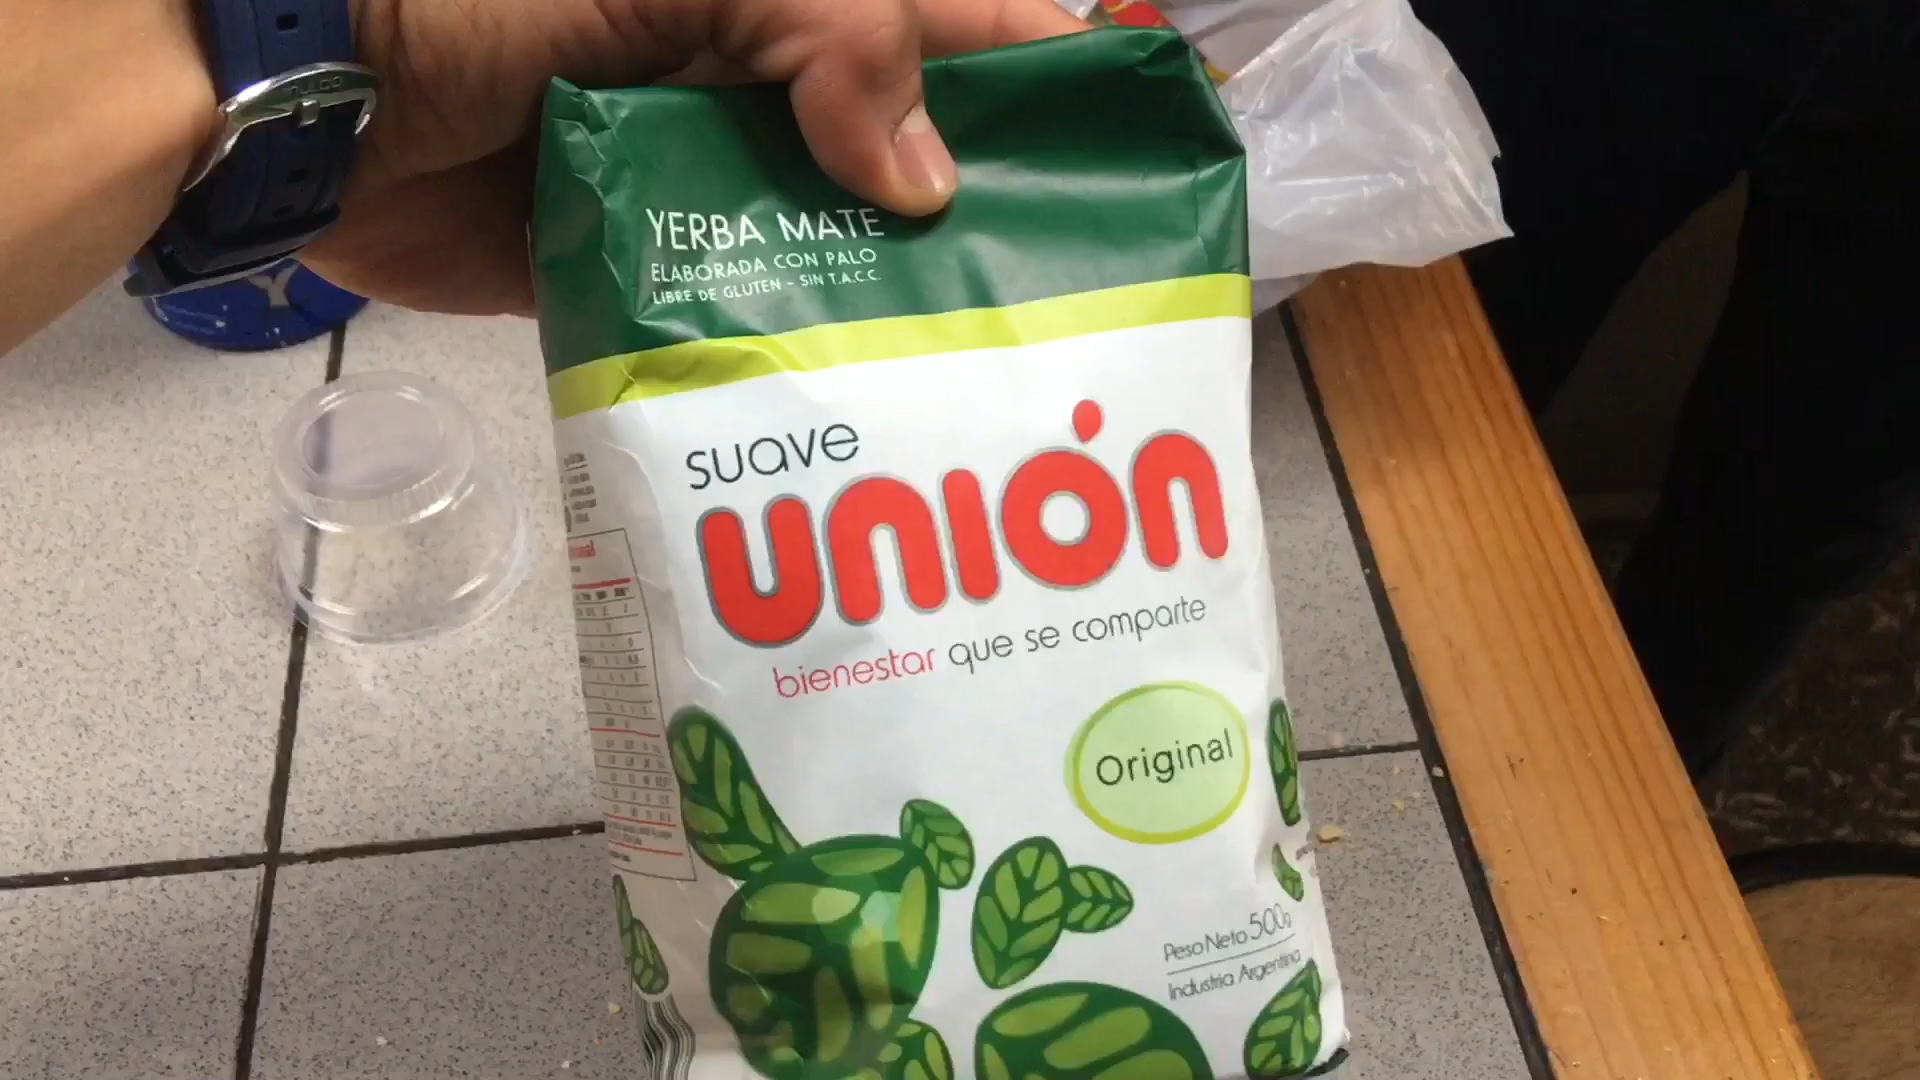 YERBA MATE
ELABORADA CON PALO
LIBRE DE GLUTEN - SIN T.A.C.C.
suave
unión
bienestar que se comparte
Original
Peso Neto 500g
Industria Argentina